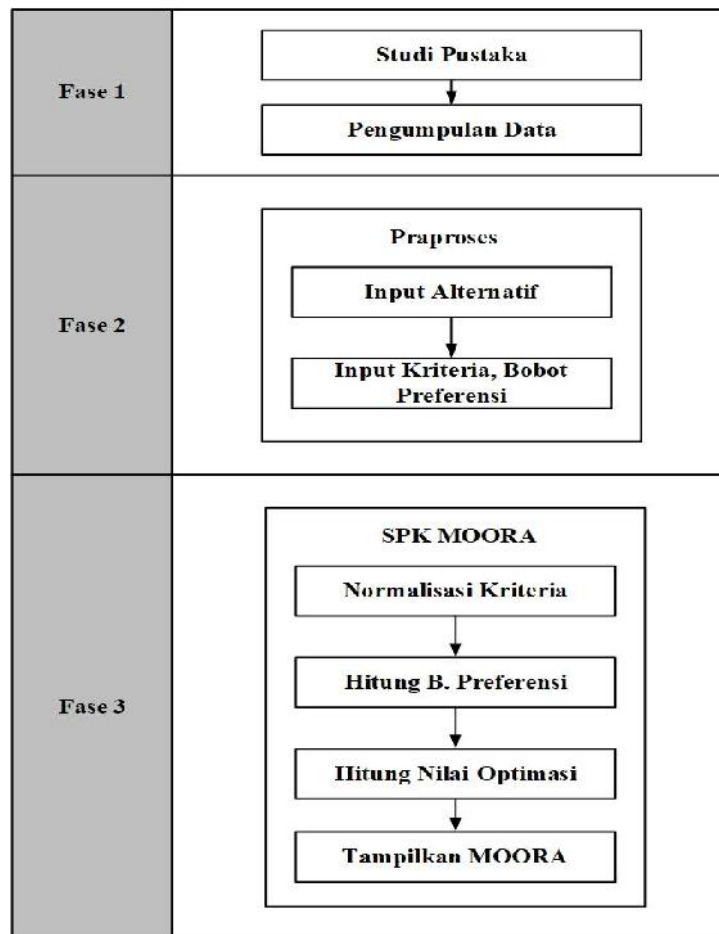 Fase 1
Studi Pustaka
Pengumpulan Data
Fase 2
Praproses
Input Alternatif
Input Kriteria, Bobot
Preferensi
Fase 3
SPK MOORA
Normalisasi Kriteria
Hitung B. Preferensi
Hitung Nilai Optimasi
Tampilkan MOORA